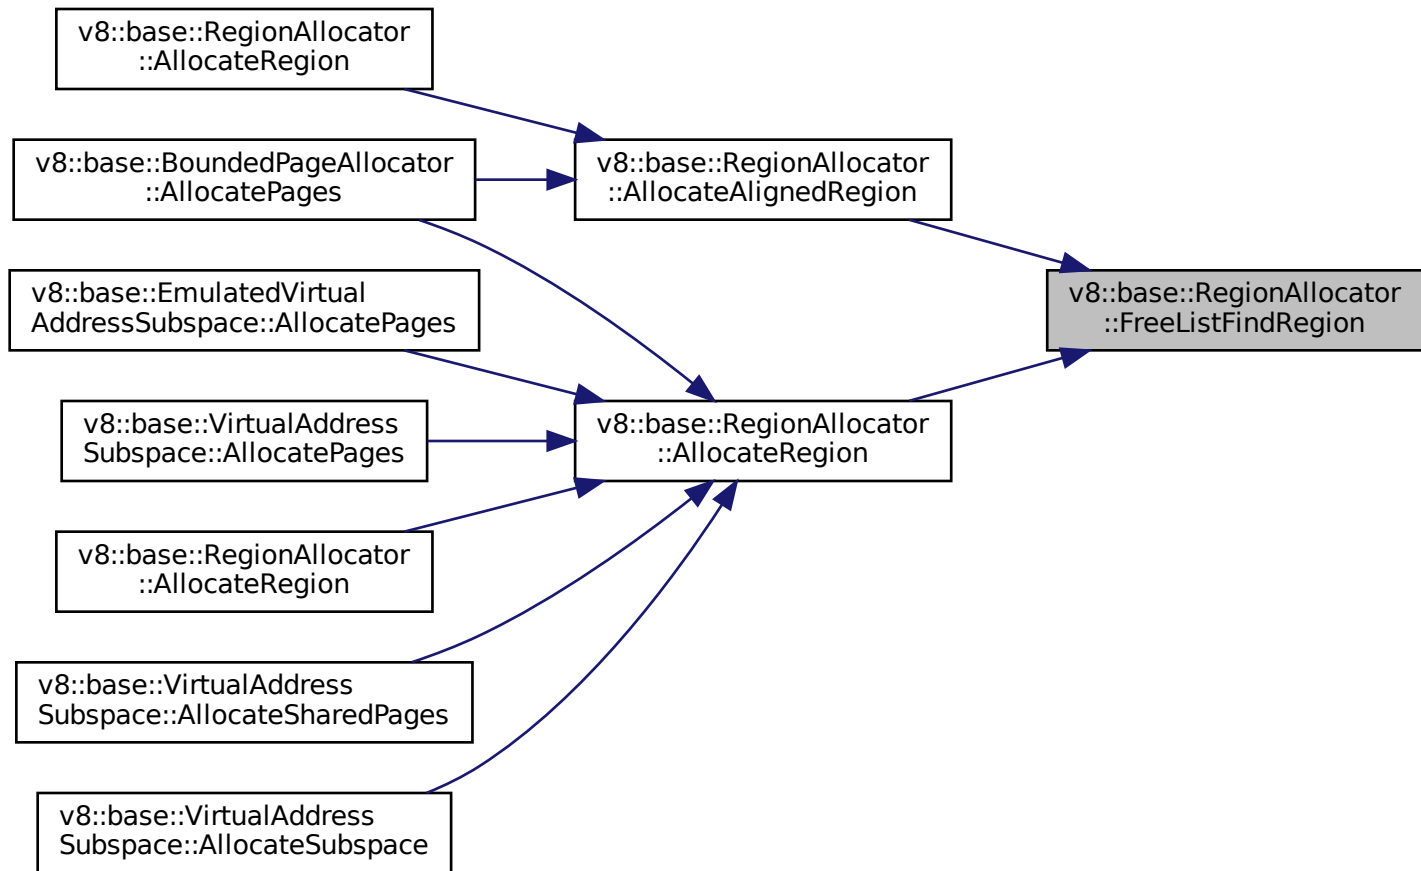 v8::base::RegionAllocator
::AllocateRegion
v8::base::BoundedPageAllocator
::AllocatePages
v8::base::EmulatedVirtual
AddressSubspace::AllocatePages
v8::base::VirtualAddress
Subspace::AllocatePages
v8::base::RegionAllocator
::AllocateRegion
v8::base::VirtualAddress
Subspace::AllocateSharedPages
v8::base::VirtualAddress
Subspace::AllocateSubspace
v8::base::RegionAllocator
::AllocateAlignedRegion
v8::base::RegionAllocator
::AllocateRegion
v8::base::RegionAllocator
::FreeListFindRegion